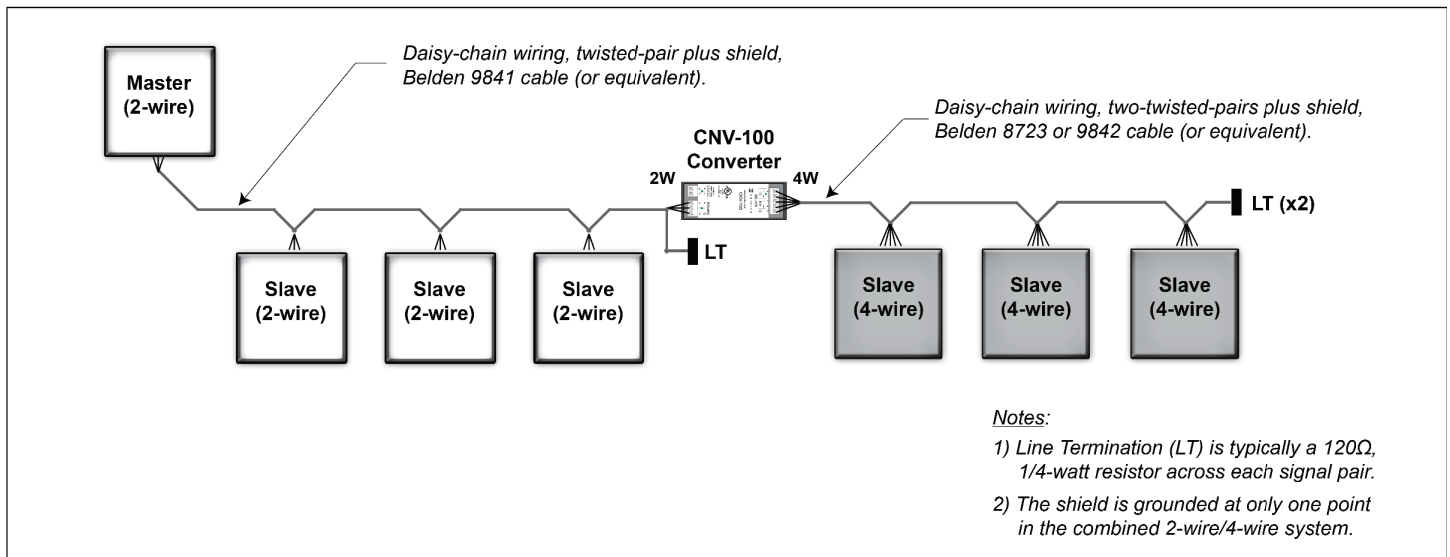 Master
(2-wire)
Daisy-chain wiring, twisted-pair plus shield,
Belden 9841 cable (or equivalent).
Daisy-chain wiring, two-twisted-pairs plus shield,
Belden 8723 or 9842 cable (or equivalent).
CNV-100
Converter
2W
4W
LT
LT (x2)
Slave
(2-wire)
Slave
(2-wire)
Slave
(2-wire)
Slave
(4-wire)
Slave
(4-wire)
Slave
(4-wire)
Notes:
1) Line Termination (LT) is typically a 120Ω,
1/4-watt resistor across each signal pair.
2) The shield is grounded at only one point
in the combined 2-wire/4-wire system.